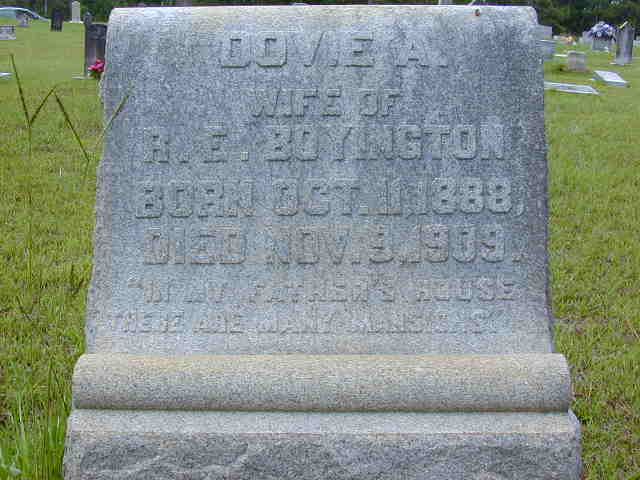 DOVIE A.
WIFE OF
R. E. BOYINGTON
BORN OCT. 11, 1888,
DIED NOV. 9, 1909.
"IN MY FATHER'S HOUSE
THERE ARE MANY MANSIONS."